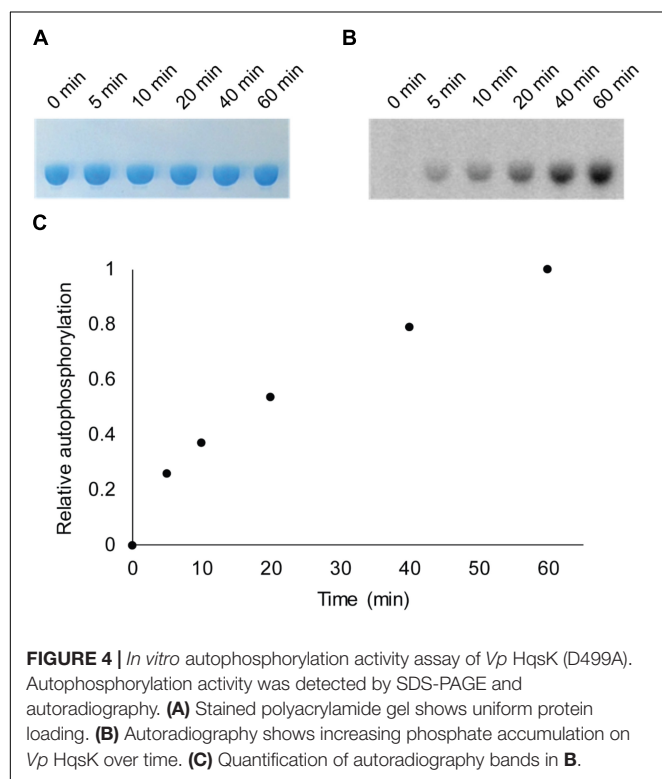 A
B
0 min 5 min 10 min 20 min 40 min 60 min
0 min 5 min 10 min 20 min 40 min 60 min
C
Relative autophosphorylation
1
0.8
0.6
0.4
0.2
0
0 10 20 30 40 50 60
Time (min)
FIGURE 4 | In vitro autophosphorylation activity assay of Vp HqsK (D499A).
Autophosphorylation activity was detected by SDS-PAGE and
autoradiography. (A) Stained polyacrylamide gel shows uniform protein
loading. (B) Autoradiography shows increasing phosphate accumulation on
Vp HqsK over time. (C) Quantification of autoradiography bands in B.